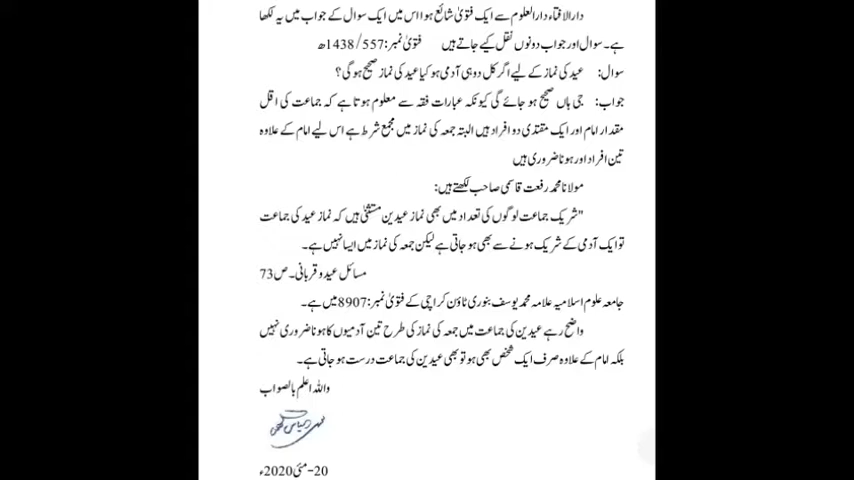 دارالافتاء دارالعلوم سے ایک فتویٰ شائع ہوا اس میں ایک سوال کے جواب میں یہ لکھا
ہے۔ سوال اور جواب دونوں نقل کیے جاتے ہیں فتویٰ نمبر: 557/1438ھ
سوال: عید کی نماز کے لیے اگر کل دو ہی آدمی ہو کیا عید کی نماز صحیح ہوگی؟
جواب: جی ہاں صحیح ہو جائے گی کیونکہ عبارات فقہ سے معلوم ہوتا ہے کہ جماعت کی اقل
مقدار امام اور ایک مقتدی دو افراد ہیں البتہ جمعہ کی نماز میں مجمع شرط ہے اس لیے امام کے علاوہ
تین افراد اور ہونا ضروری ہیں
مولانا محمد رفعت قاسمی صاحب لکھتے ہیں:
"شریک جماعت لوگوں کی تعداد میں بھی نماز عیدین مستثنیٰ ہیں کہ نماز عید کی جماعت
تو ایک آدمی کے شریک ہونے سے بھی ہو جاتی ہے لیکن جمعہ کی نماز میں ایسا نہیں ہے۔
مسائل عید و قربانی۔ ص73
جامعہ علوم اسلامیہ علامہ محمد یوسف بنوری ٹاؤن کراچی کے فتویٰ نمبر: 8907 میں ہے۔
واضح رہے عیدین کی جماعت میں جمعہ کی نماز کی طرح تین آدمیوں کا ہونا ضروری نہیں
بلکہ امام کے علاوہ صرف ایک شخص بھی ہو تو بھی عیدین کی جماعت درست ہو جاتی ہے۔
واللہ اعلم بالصواب
20-مئی2020ء